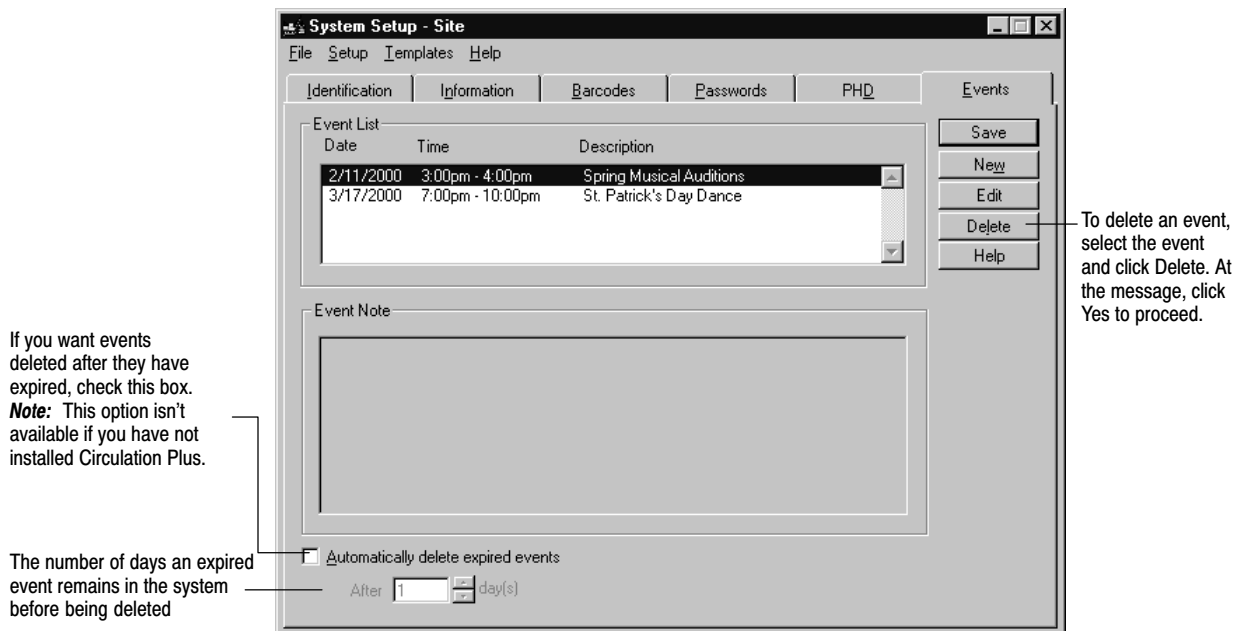 System Setup - Site
File Setup Templates Help
Identification Information Barcodes Passwords PHD Events
Event List
Date Time Description
2/11/2000 3:00pm - 4:00pm Spring Musical Auditions
3/17/2000 7:00pm - 10:00pm St. Patrick's Day Dance
Save
New
Edit
Delete
Help
To delete an event,
select the event
and click Delete. At
the message, click
Yes to proceed.
Event Note
If you want events
deleted after they have
expired, check this box.
Note: This option isn't
available if you have not
installed Circulation Plus.
Automatically delete expired events
The number of days an expired
event remains in the system
before being deleted
After 1 day(s)